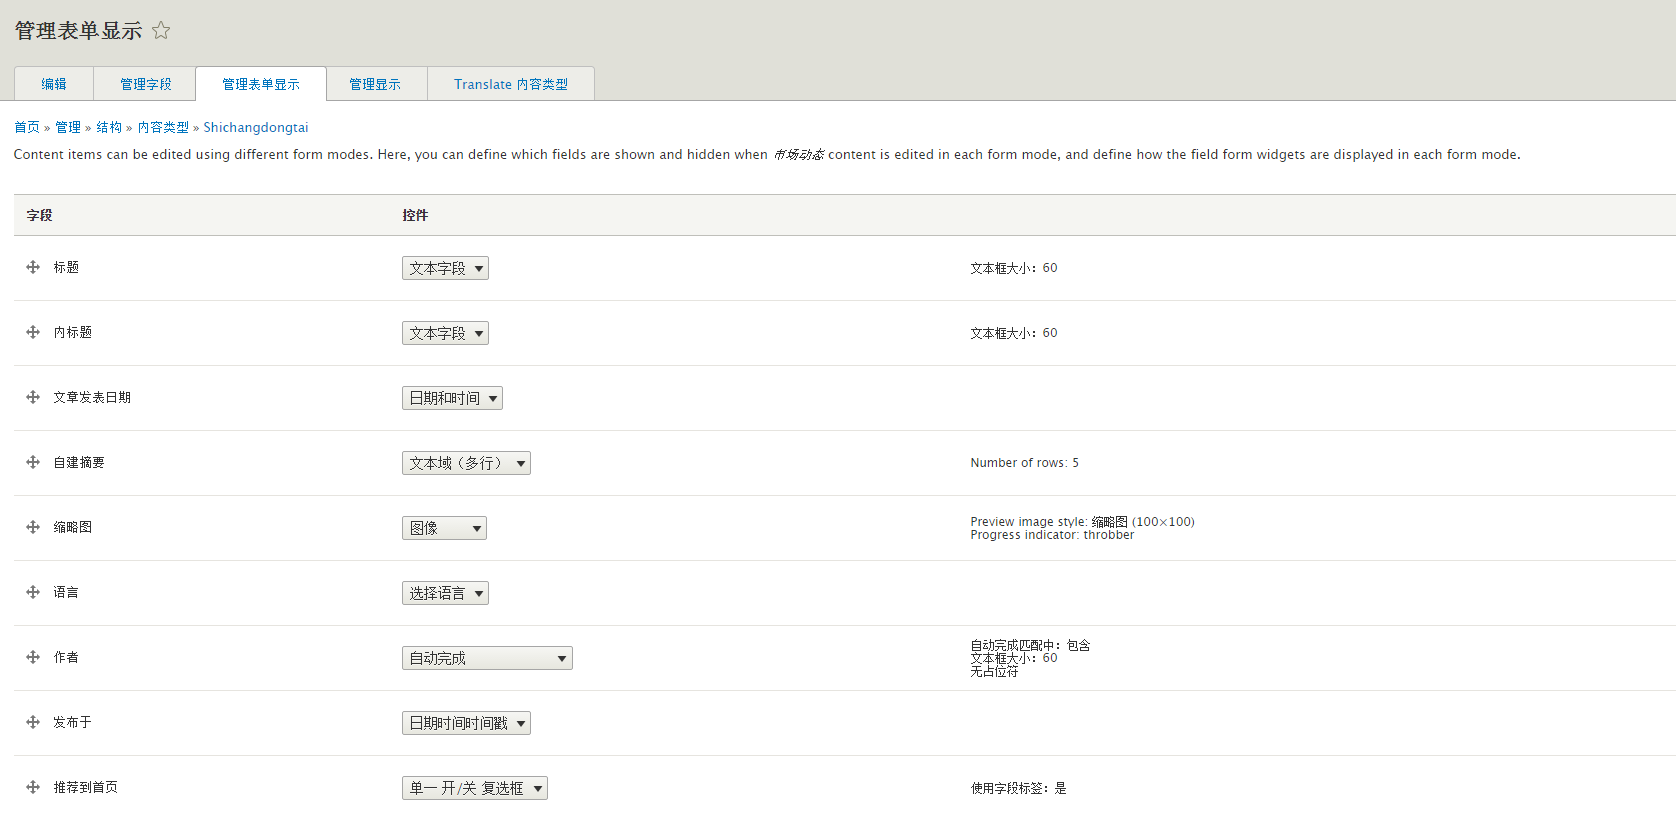 管理表单显示
编辑 管理字段 管理表单显示 管理显示 Translate 内容类型
首页 » 管理 » 结构 » 内容类型 » Shichangdongtai
Content items can be edited using different form modes. Here, you can define which fields are shown and hidden when 市场动态 content is edited in each form mode, and define how the field form widgets are displayed in each form mode.
字段 控件
标题 文本字段 文本框大小：60
内标题 文本字段 文本框大小：60
文章发表日期 日期和时间
自建摘要 文本域（多行） Number of rows: 5
缩略图 图像 Preview image style: 缩略图 (100×100)
Progress indicator: throbber
语言 选择语言
作者 自动完成 自动完成匹配中：包含
文本框大小：60
无占位符
发布于 日期时间时间戳
推荐到首页 单一 开/关 复选框 使用字段标签：是